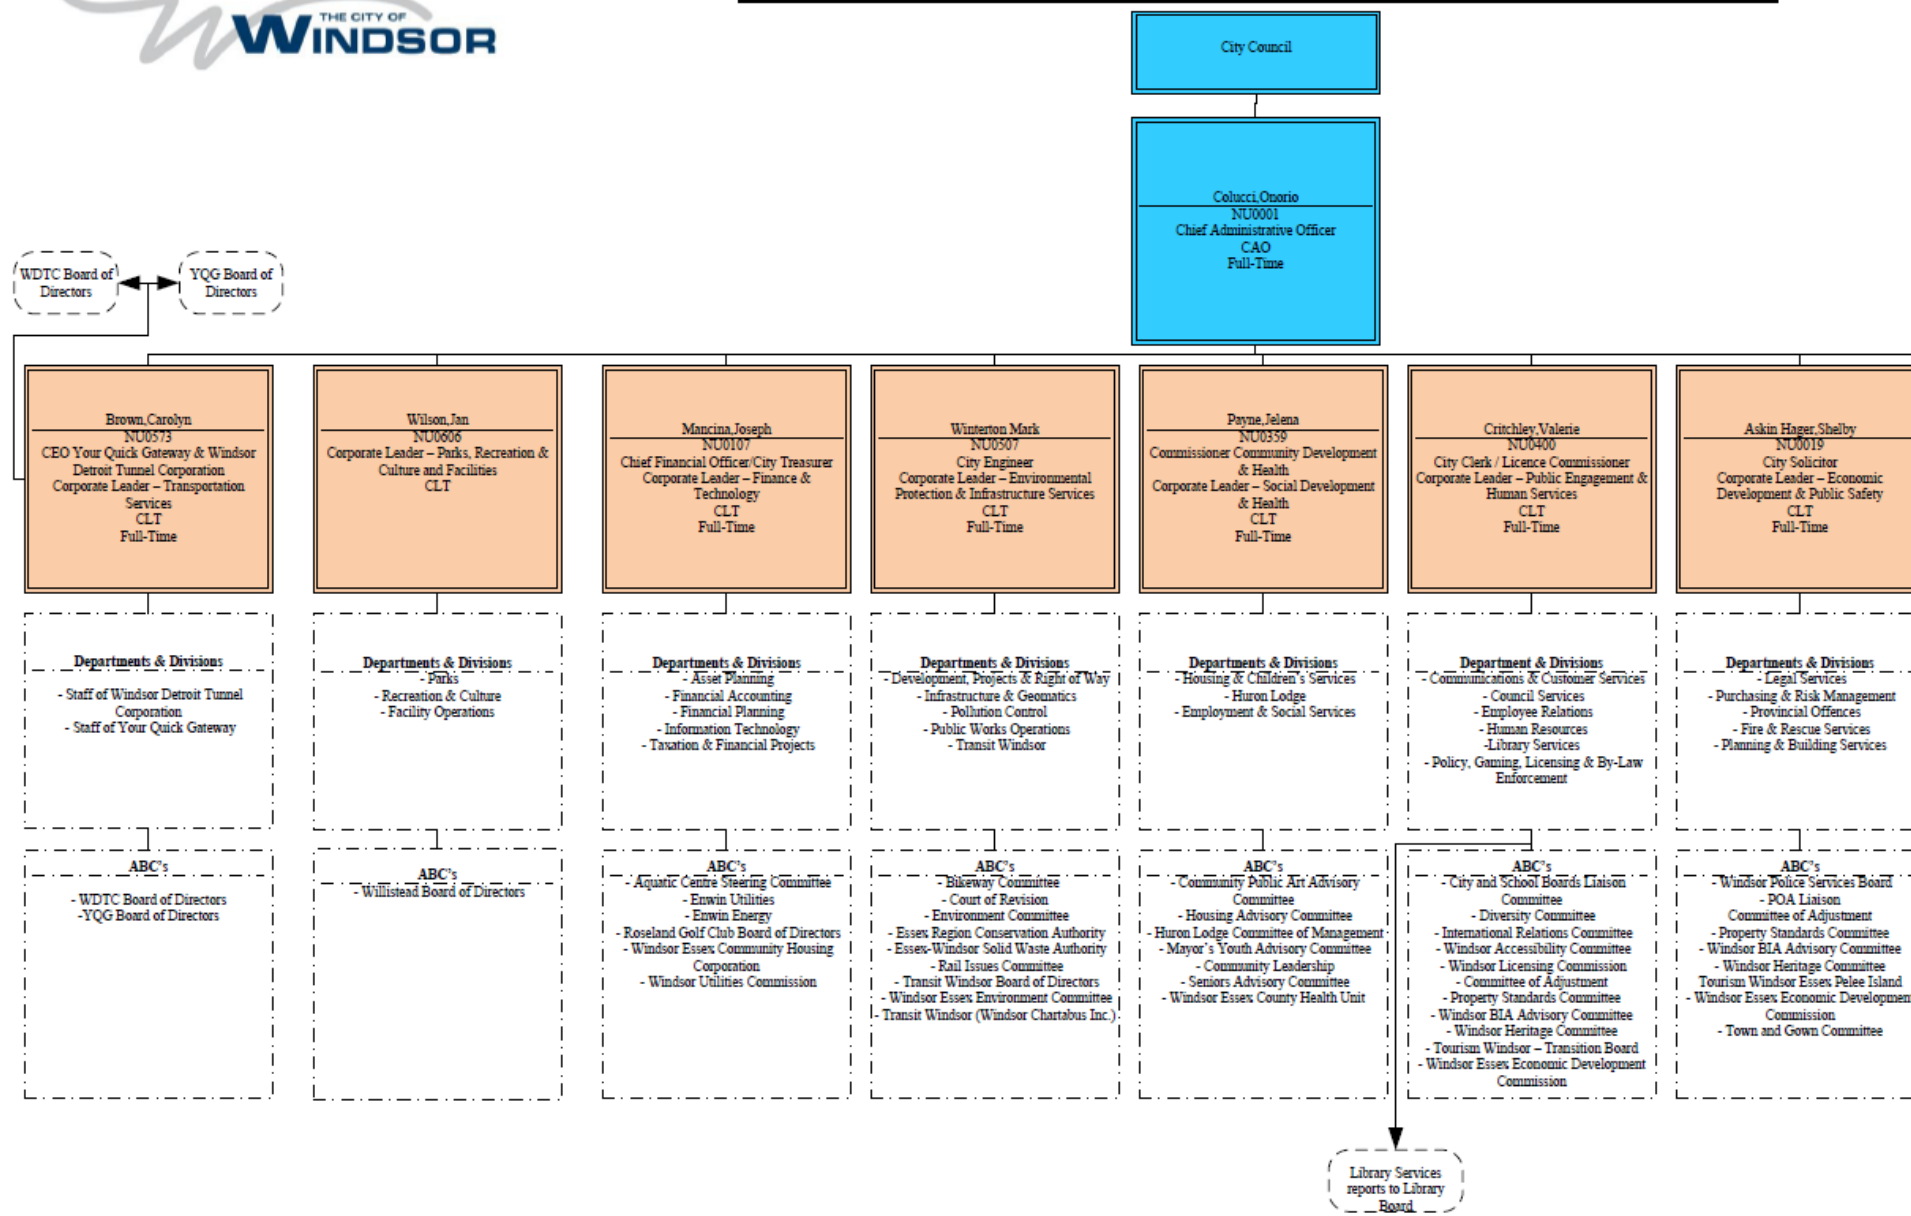 THE CITY OF
WINDSOR
City Council
Colucci,Onorio
NU0001
Chief Administrative Officer
CAO
Full-Time
WDTC Board of
Directors
YQG Board of
Directors
Brown,Carolyn
NU0573
CEO Your Quick Gateway & Windsor
Detroit Tunnel Corporation
Corporate Leader – Transportation
Services
CLT
Full-Time
Wilson,Jan
NU0606
Corporate Leader – Parks, Recreation &
Culture and Facilities
CLT
Mancina,Joseph
NU0107
Chief Financial Officer/City Treasurer
Corporate Leader – Finance &
Technology
CLT
Full-Time
Winterton Mark
NU0507
City Engineer
Corporate Leader – Environmental
Protection & Infrastructure Services
CLT
Full-Time
Payne,Jelena
NU0359
Commissioner Community Development
& Health
Corporate Leader – Social Development
& Health
CLT
Full-Time
Critchley,Valerie
NU0400
City Clerk / Licence Commissioner
Corporate Leader – Public Engagement &
Human Services
CLT
Full-Time
Askin Hager,Shelby
NU0019
City Solicitor
Corporate Leader – Economic
Development & Public Safety
CLT
Full-Time
Departments & Divisions
- Staff of Windsor Detroit Tunnel
Corporation
- Staff of Your Quick Gateway
Departments & Divisions
- Parks
- Recreation & Culture
- Facility Operations
Departments & Divisions
- Asset Planning
- Financial Accounting
- Financial Planning
- Information Technology
- Taxation & Financial Projects
Departments & Divisions
- Development, Projects & Right of Way
- Infrastructure & Geomatics
- Pollution Control
- Public Works Operations
- Transit Windsor
Departments & Divisions
- Housing & Children's Services
- Huron Lodge
- Employment & Social Services
Department & Divisions
- Communications & Customer Services
- Council Services
- Employee Relations
- Human Resources
-Library Services
- Policy, Gaming, Licensing & By-Law
Enforcement
Departments & Divisions
- Legal Services
- Purchasing & Risk Management
- Provincial Offences
- Fire & Rescue Services
- Planning & Building Services
ABC's
- WDTC Board of Directors
-YQG Board of Directors
ABC's
- Willistead Board of Directors
ABC's
- Aquatic Centre Steering Committee
- Enwin Utilities
- Enwin Energy
- Roseland Golf Club Board of Directors
- Windsor Essex Community Housing
Corporation
- Windsor Utilities Commission
ABC's
- Bikeway Committee
- Court of Revision
- Environment Committee
- Essex Region Conservation Authority
- Essex-Windsor Solid Waste Authority
- Rail Issues Committee
- Transit Windsor Board of Directors
- Windsor Essex Environment Committee
- Transit Windsor (Windsor Chartabus Inc.)
ABC's
- Community Public Art Advisory
Committee
- Housing Advisory Committee
- Huron Lodge Committee of Management
- Mayor's Youth Advisory Committee
- Community Leadership
- Seniors Advisory Committee
- Windsor Essex County Health Unit
ABC's
- City and School Boards Liaison
Committee
- Diversity Committee
- International Relations Committee
- Windsor Accessibility Committee
- Windsor Licensing Commission
- Committee of Adjustment
- Property Standards Committee
- Windsor BIA Advisory Committee
- Windsor Heritage Committee
- Tourism Windsor – Transition Board
- Windsor Essex Economic Development
Commission
ABC's
- Windsor Police Services Board
- POA Liaison
Committee of Adjustment
- Property Standards Committee
- Windsor BIA Advisory Committee
- Windsor Heritage Committee
Tourism Windsor Essex Pelee Island
- Windsor Essex Economic Development
Commission
- Town and Gown Committee
Library Services
reports to Library
Board